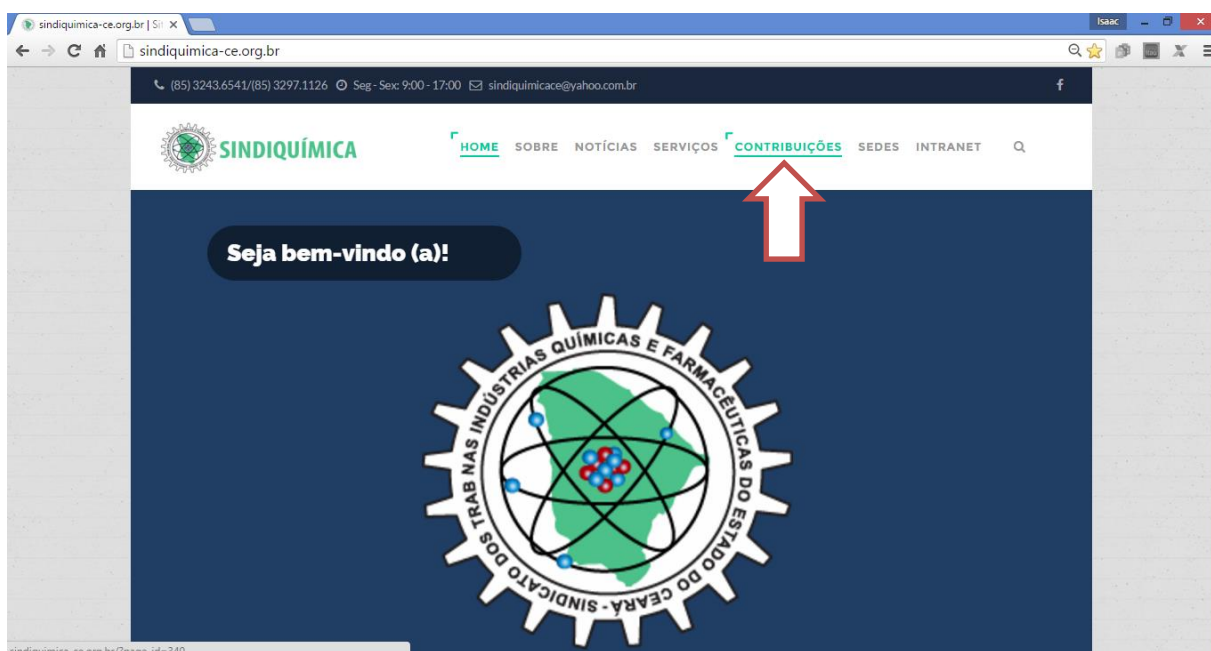 sindiquimica-ce.org.br | Sit
Isaac
sindiquimica-ce.org.br
(85) 3243.6541/(85) 3297.1126 Seg - Sex: 9:00 - 17:00 sindiquimicace@yahoo.com.br
SINDIQUÍMICA
HOME SOBRE NOTÍCIAS SERVIÇOS CONTRIBUIÇÕES SEDES INTRANET
Seja bem-vindo (a)!
SINDICATO DOS TRAB NAS INDÚSTRIAS QUÍMICAS E FARMACÊUTICAS DO ESTADO DO CEARÁ -